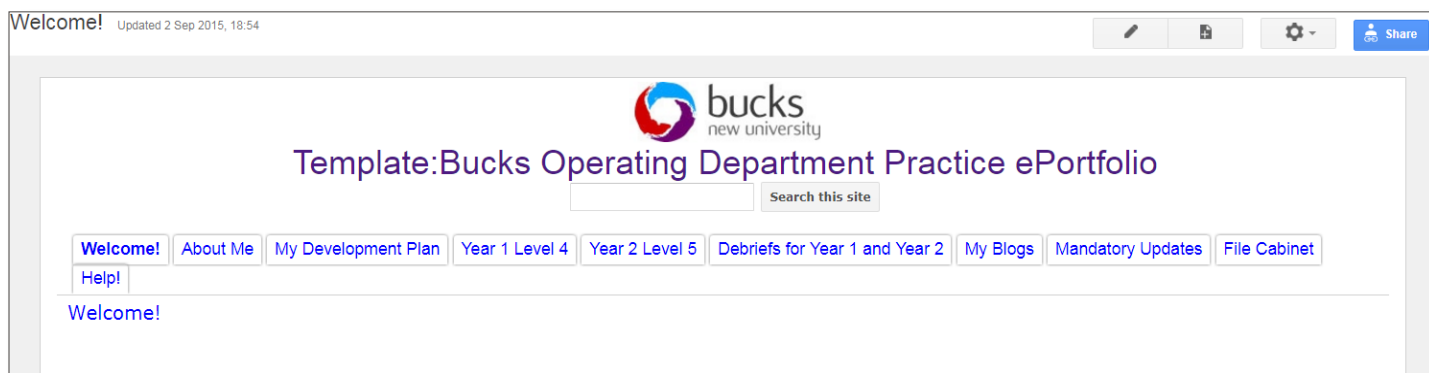 Welcome! Updated 2 Sep 2015, 18:54
Share
bucks
new university
Template:Bucks Operating Department Practice ePortfolio
Search this site
Welcome! About Me My Development Plan Year 1 Level 4 Year 2 Level 5 Debriefs for Year 1 and Year 2 My Blogs Mandatory Updates File Cabinet
Help!
Welcome!